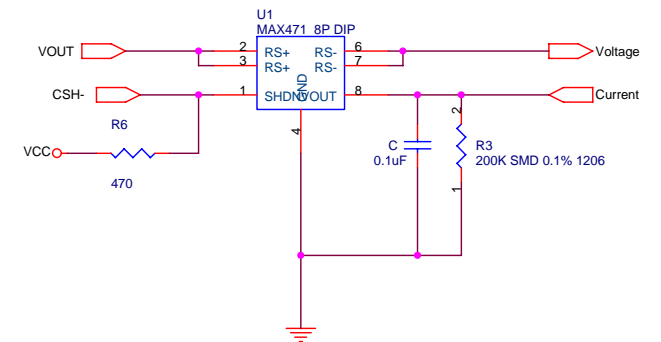 U1
MAX471 8P DIP
VOUT
2
RS+
RS-
6
Voltage
3
RS+
RS-
7
CSH-
1
SHDN
VOUT
8
Current
GND
R6
4
2
VCC
C
R3
0.1uF
200K SMD 0.1% 1206
470
1